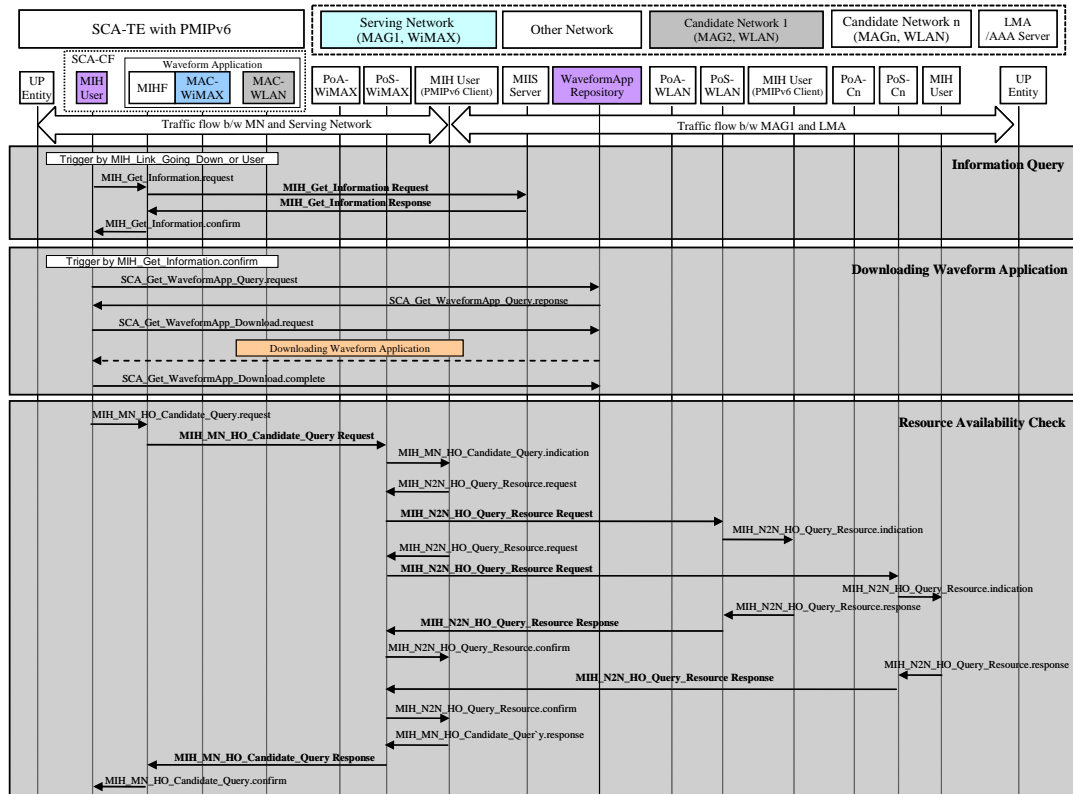 SCA-TE with PMIPv6
Serving Network
(MAG1, WiMAX)
Other Network
Candidate Network 1
(MAG2, WLAN)
Candidate Network n
(MAGn, WLAN)
LMA
/AAA Server
SCA-CF
Waveform Application
UP
Entity
MIH
User
MIHF
MAC-
WiMAX
MAC-
WLAN
PoA-
WiMAX
PoS-
WiMAX
MIH User
(PMIPv6 Client)
MIIS
Server
WaveformApp
Repository
PoA-
WLAN
PoS-
WLAN
MIH User
(PMIPv6 Client)
PoA-
Cn
PoS-
Cn
MIH
User
UP
Entity
Traffic flow b/w MN and Serving Network
Traffic flow b/w MAG1 and LMA
Trigger by MIH_Link_Going_Down_or User
Information Query
MIH_Get_Information.request
MIH_Get_Information Request
MIH_Get_Information Response
MIH_Get_Information.confirm
Trigger by MIH_Get_Information.confirm
Downloading Waveform Application
SCA_Get_WaveformApp_Query.request
SCA_Get_WaveformApp_Query.reponse
SCA_Get_WaveformApp_Download.request
Downloading Waveform Application
SCA_Get_WaveformApp_Download.complete
MIH_MN_HO_Candidate_Query.request
Resource Availability Check
MIH_MN_HO_Candidate_Query Request
MIH_MN_HO_Candidate_Query.indication
MIH_N2N_HO_Query_Resource.request
MIH_N2N_HO_Query_Resource Request
MIH_N2N_HO_Query_Resource.indication
MIH_N2N_HO_Query_Resource.request
MIH_N2N_HO_Query_Resource Request
MIH_N2N_HO_Query_Resource.indication
MIH_N2N_HO_Query_Resource.response
MIH_N2N_HO_Query_Resource Response
MIH_N2N_HO_Query_Resource.confirm
MIH_N2N_HO_Query_Resource.response
MIH_N2N_HO_Query_Resource Response
MIH_N2N_HO_Query_Resource.confirm
MIH_MN_HO_Candidate_Quer`y.response
MIH_MN_HO_Candidate_Query Response
MIH_MN_HO_Candidate_Query.confirm